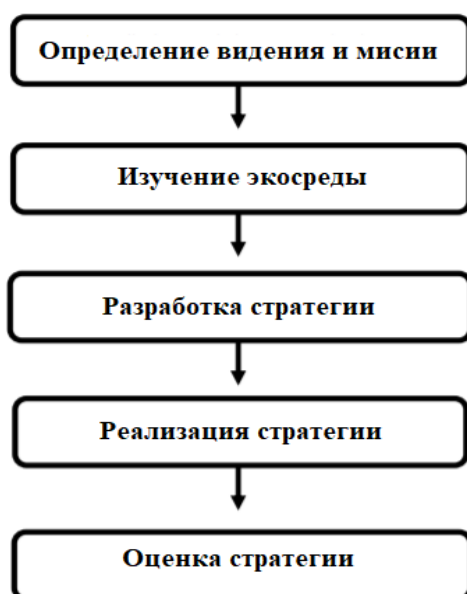 Определение видения и мисии
Изучение экосреды
Разработка стратегии
Реализация стратегии
Оценка стратегии